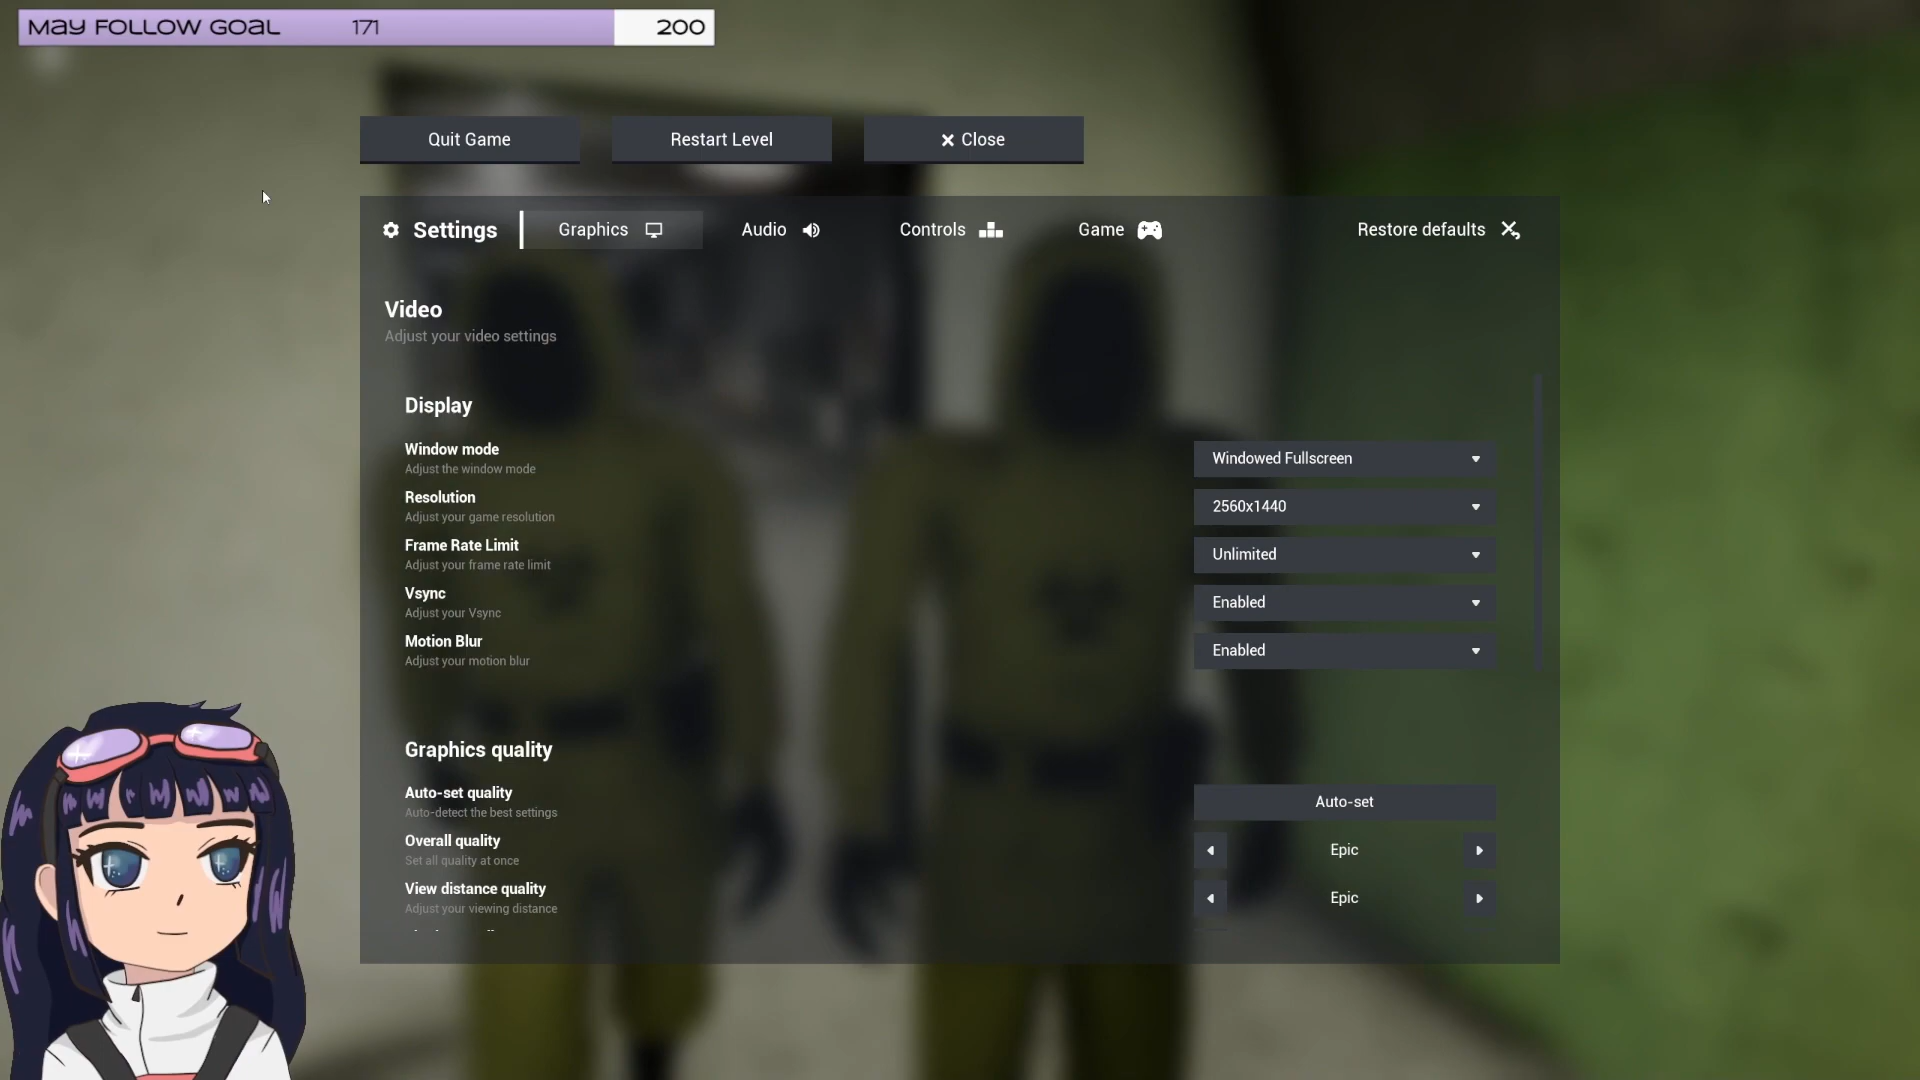 May Follow Goal 171 200
Quit Game
Restart Level
Close
Settings
Graphics
Audio
Controls
Game
Restore defaults
Video
Adjust your video settings
Display
Window mode
Adjust the window mode
Windowed Fullscreen
Resolution
Adjust your game resolution
2560x1440
Frame Rate Limit
Adjust your frame rate limit
Unlimited
Vsync
Adjust your Vsync
Enabled
Motion Blur
Adjust your motion blur
Enabled
Graphics quality
Auto-set quality
Auto-detect the best settings
Auto-set
Overall quality
Set all quality at once
Epic
View distance quality
Adjust your viewing distance
Epic